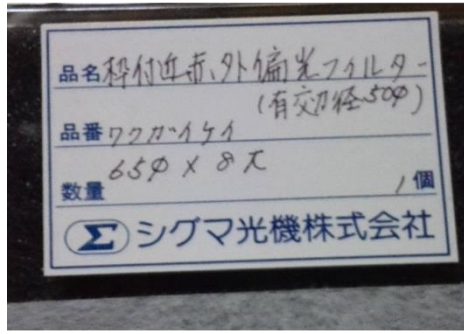 品名 枠付近赤外偏光フィルター
(有効径50φ)
品番 ワクガイケイ
65φ × 8t
数量 1個
Σ シグマ光機株式会社